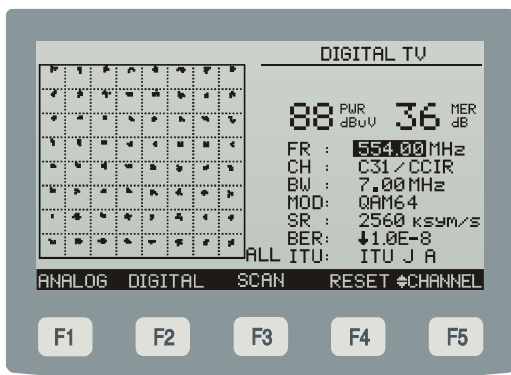 DIGITAL TV
88 PWR dBuV 36 MER dB
FR : 554.00 MHz
CH : C31/CCIR
BW : 7.00 MHz
MOD: QAM64
SR : 2560 ksym/s
BER: ↓1.0E-8
ALL ITU: ITU J A
ANALOG DIGITAL SCAN RESET ♦CHANNEL
F1 F2 F3 F4 F5